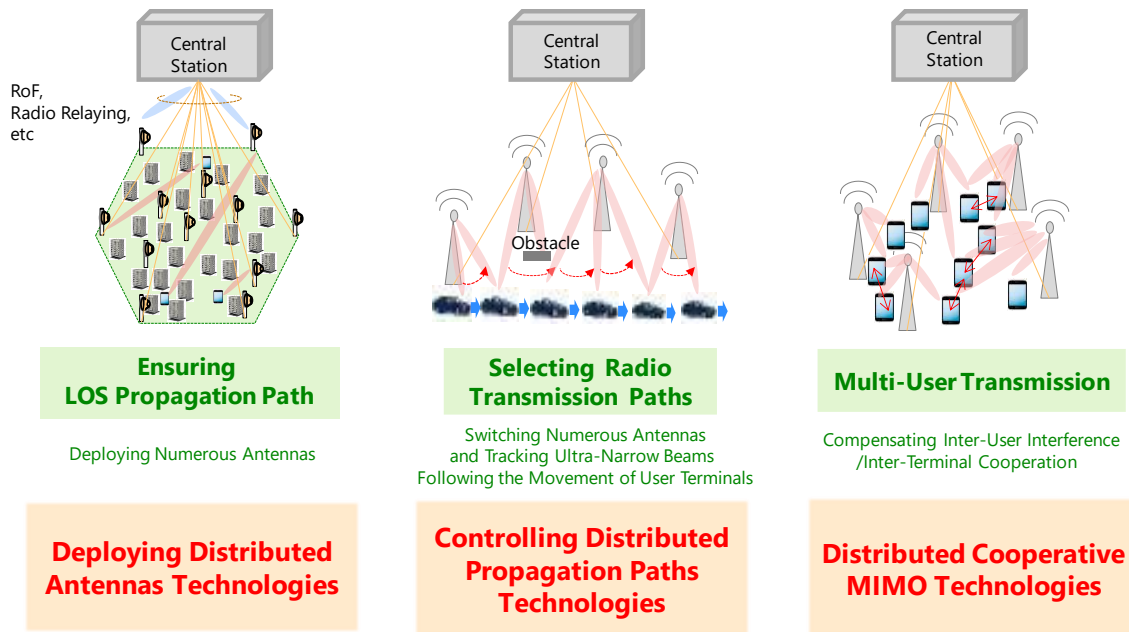 Central
Station
RoF,
Radio Relaying,
etc
Ensuring
LOS Propagation Path
Deploying Numerous Antennas
Deploying Distributed
Antennas Technologies
Central
Station
Obstacle
Selecting Radio
Transmission Paths
Switching Numerous Antennas
and Tracking Ultra-Narrow Beams
Following the Movement of User Terminals
Controlling Distributed
Propagation Paths
Technologies
Central
Station
Multi-User Transmission
Compensating Inter-User Interference
/Inter-Terminal Cooperation
Distributed Cooperative
MIMO Technologies